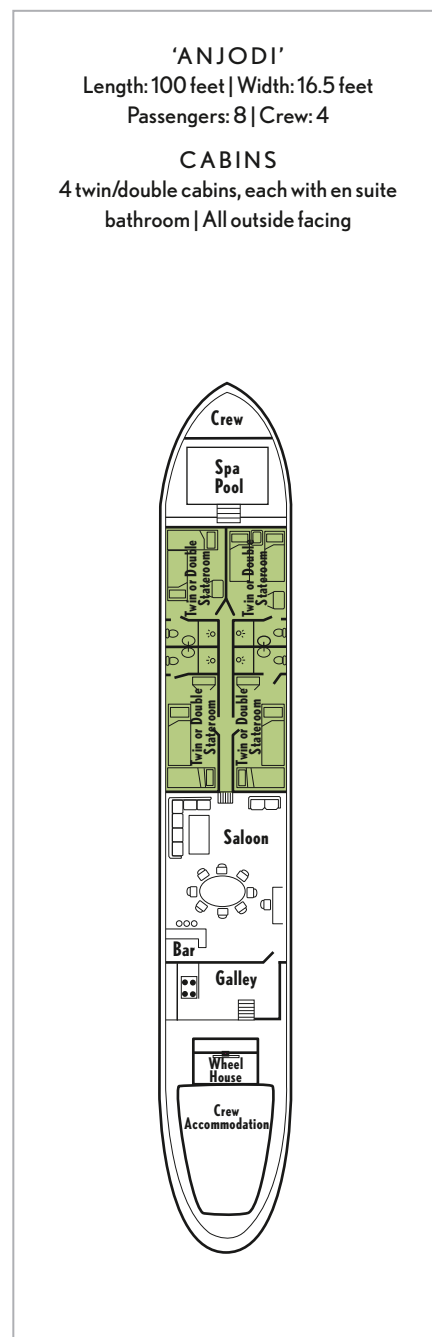 ‘ANJODI’
Length: 100 feet | Width: 16.5 feet
Passengers: 8 | Crew: 4
CABINS
4 twin/double cabins, each with en suite
bathroom | All outside facing
Crew
Spa
Pool
Twin or Double
Stateroom
Twin or Double
Stateroom
Twin or Double
Stateroom
Twin or Double
Stateroom
Saloon
Bar
Galley
Wheel
House
Crew
Accommodation